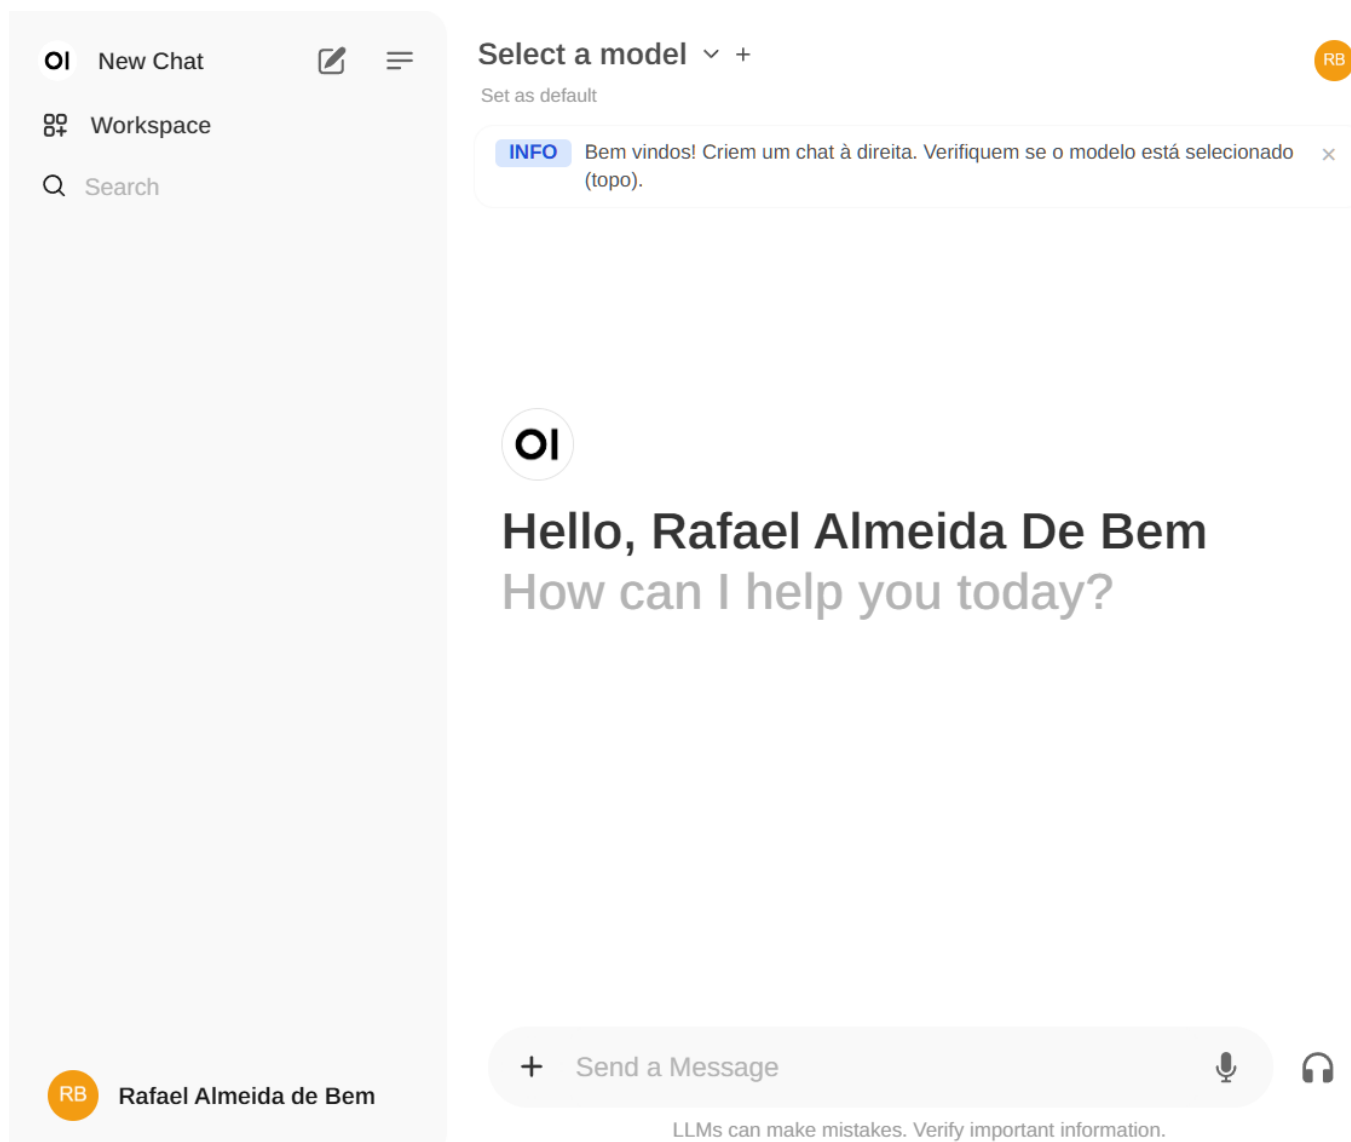 OI New Chat
Workspace
Search
Rafael Almeida de Bem
RB
Select a model
Set as default
RB
INFO Bem vindos! Criem um chat à direita. Verifiquem se o modelo está selecionado
(topo).
OI
Hello, Rafael Almeida De Bem
How can I help you today?
Send a Message
LLMs can make mistakes. Verify important information.